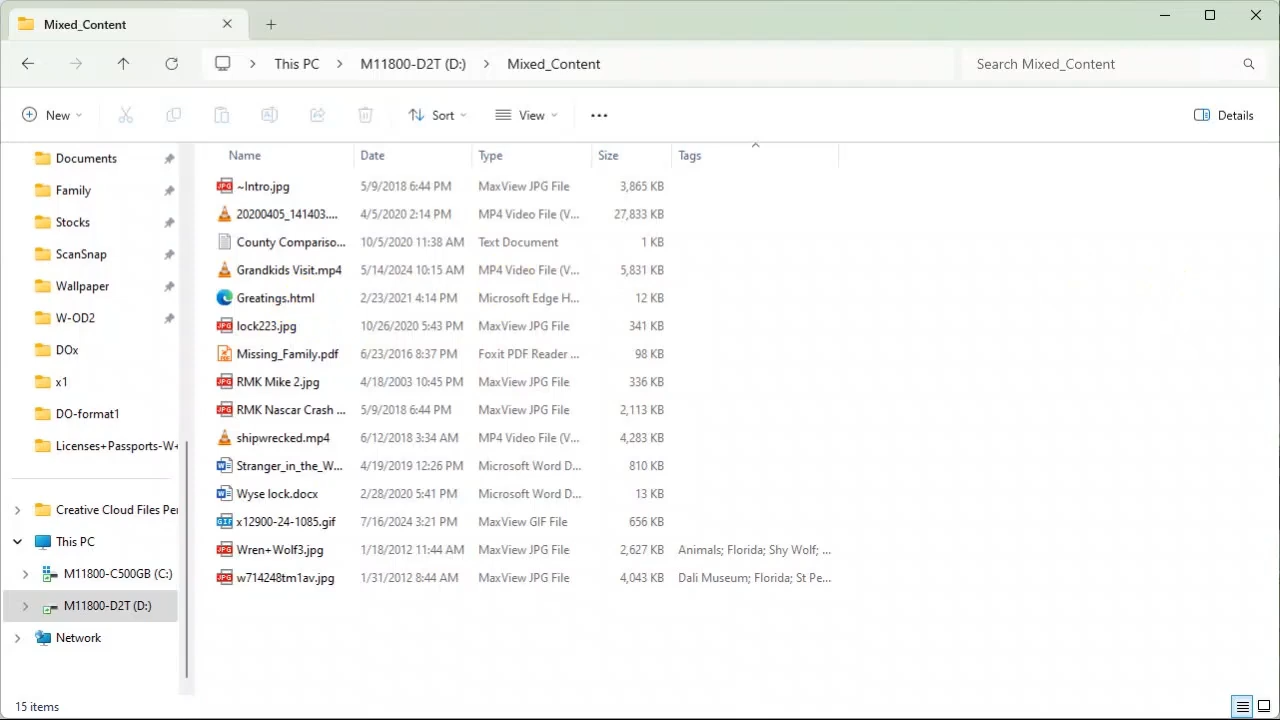 Mixed_Content
This PC > M11800-D2T (D:) > Mixed_Content
Search Mixed_Content
New
Sort
View
Details
Documents
Family
Stocks
ScanSnap
Wallpaper
W-OD2
DOx
x1
DO-format1
Licenses+Passports-W+
Creative Cloud Files Per
This PC
M11800-C500GB (C:)
M11800-D2T (D:)
Network
Name Date Type Size Tags
~Intro.jpg 5/9/2018 6:44 PM MaxView JPG File 3,865 KB
20200405_141403.... 4/5/2020 2:14 PM MP4 Video File (V... 27,833 KB
County Compariso... 10/5/2020 11:38 AM Text Document 1 KB
Grandkids Visit.mp4 5/14/2024 10:15 AM MP4 Video File (V... 5,831 KB
Greatings.html 2/23/2021 4:14 PM Microsoft Edge H... 12 KB
lock223.jpg 10/26/2020 5:43 PM MaxView JPG File 341 KB
Missing_Family.pdf 6/23/2016 8:37 PM Foxit PDF Reader ... 98 KB
RMK Mike 2.jpg 4/18/2003 10:45 PM MaxView JPG File 336 KB
RMK Nascar Crash ... 5/9/2018 6:44 PM MaxView JPG File 2,113 KB
shipwrecked.mp4 6/12/2018 3:34 AM MP4 Video File (V... 4,283 KB
Stranger_in_the_W... 4/19/2019 12:26 PM Microsoft Word D... 810 KB
Wyse lock.docx 2/28/2020 5:41 PM Microsoft Word D... 13 KB
x12900-24-1085.gif 7/16/2024 3:21 PM MaxView GIF File 656 KB
Wren+Wolf3.jpg 1/18/2012 11:44 AM MaxView JPG File 2,627 KB Animals; Florida; Shy Wolf; ...
w714248tm1av.jpg 1/31/2012 8:44 AM MaxView JPG File 4,043 KB Dali Museum; Florida; St Pe...
15 items